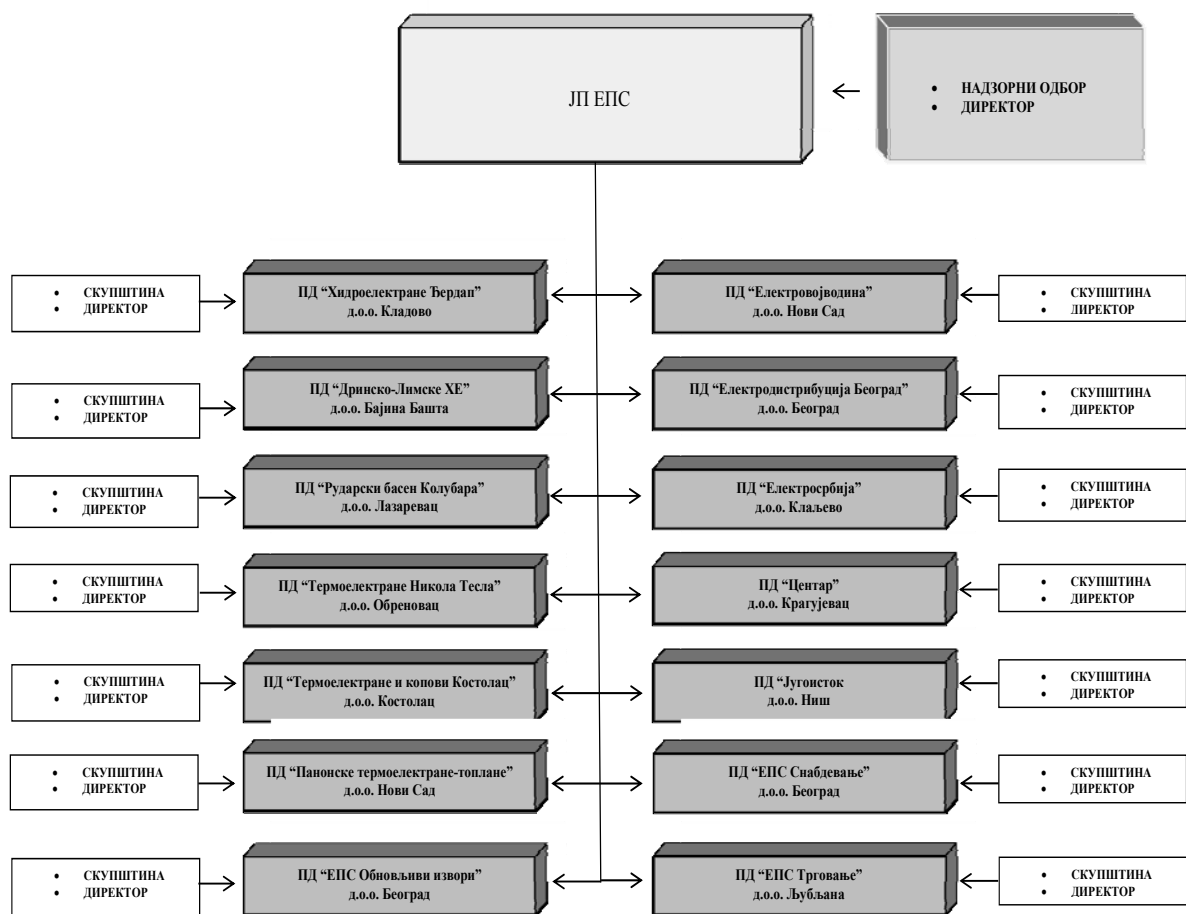 ЈП ЕПС
• НАДЗОРНИ ОДБОР
• ДИРЕКТОР
• СКУПШТИНА
• ДИРЕКТОР
ПД “Хидроелектране Ђердап”
д.о.о. Кладово
ПД “Електровојводина”
д.о.о. Нови Сад
• СКУПШТИНА
• ДИРЕКТОР
• СКУПШТИНА
• ДИРЕКТОР
ПД “Дринско-Лимске ХЕ”
д.о.о. Бајина Башта
ПД “Електродистрибуција Београд”
д.о.о. Београд
• СКУПШТИНА
• ДИРЕКТОР
• СКУПШТИНА
• ДИРЕКТОР
ПД “Рударски басен Колубара”
д.о.о. Лазаревац
ПД “Електросрбија”
д.о.о. Клаљево
• СКУПШТИНА
• ДИРЕКТОР
• СКУПШТИНА
• ДИРЕКТОР
ПД “Термоелектране Никола Тесла”
д.о.о. Обреновац
ПД “Центар”
д.о.о. Крагујевац
• СКУПШТИНА
• ДИРЕКТОР
• СКУПШТИНА
• ДИРЕКТОР
ПД “Термоелектране и копови Костолац”
д.о.о. Костолац
ПД “Југоисток
д.о.о. Ниш
• СКУПШТИНА
• ДИРЕКТОР
• СКУПШТИНА
• ДИРЕКТОР
ПД “Панонске термоелектране-топлане”
д.о.о. Нови Сад
ПД “ЕПС Снабдевање”
д.о.о. Београд
• СКУПШТИНА
• ДИРЕКТОР
• СКУПШТИНА
• ДИРЕКТОР
ПД “ЕПС Обновљиви извори”
д.о.о. Београд
ПД “ЕПС Трговање”
д.о.о. Љубљана
• СКУПШТИНА
• ДИРЕКТОР